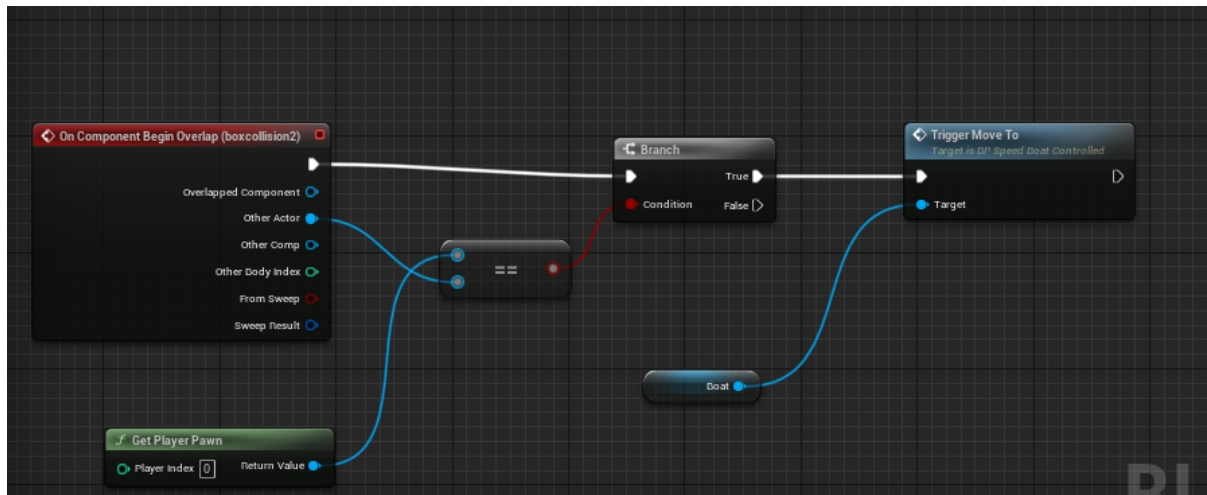 On Component Begin Overlap (boxcollision2)
Overlapped Component
Other Actor
Other Comp
Other Body Index
From Sweep
Sweep Result
==
f Get Player Pawn
Player Index 0
Return Value
Branch
True
Condition
False
Boat
Trigger Move To
Target is BP Speed Boat Controlled
Target